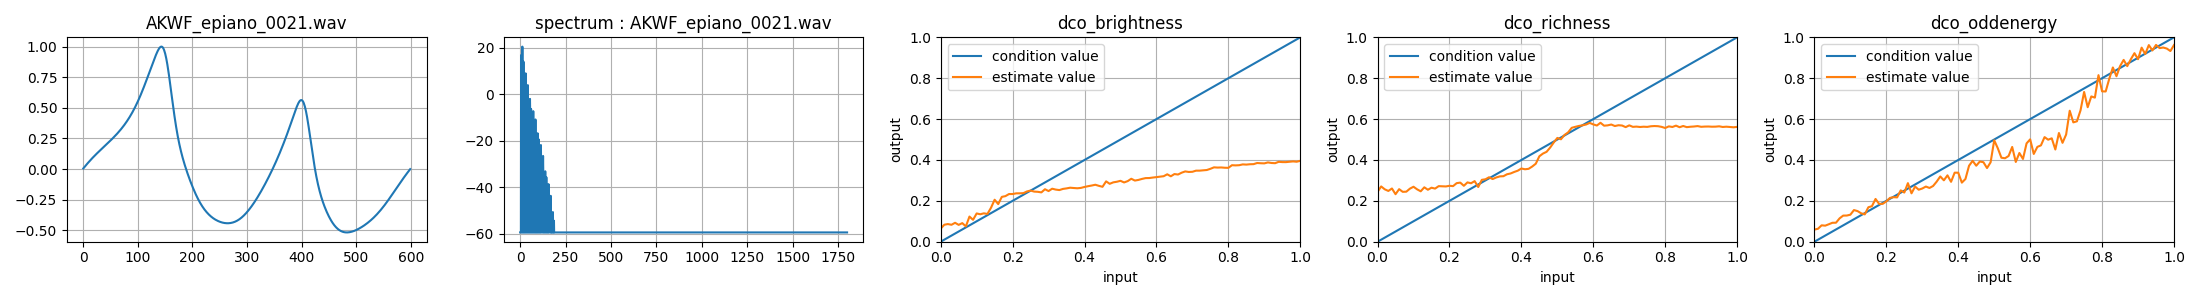 AKWF_epiano_0021.wav
1.00
0.75
0.50
0.25
0.00
−0.25
−0.50
0 100 200 300 400 500 600
spectrum : AKWF_epiano_0021.wav
20
0
−20
−40
−60
0 250 500 750 1000 1250 1500 1750
dco_brightness
condition value
estimate value
output
1.0
0.8
0.6
0.4
0.2
0.0
0.0 0.2 0.4 0.6 0.8 1.0
input
dco_richness
condition value
estimate value
output
1.0
0.8
0.6
0.4
0.2
0.0
0.0 0.2 0.4 0.6 0.8 1.0
input
dco_oddenergy
condition value
estimate value
output
1.0
0.8
0.6
0.4
0.2
0.0
0.0 0.2 0.4 0.6 0.8 1.0
input